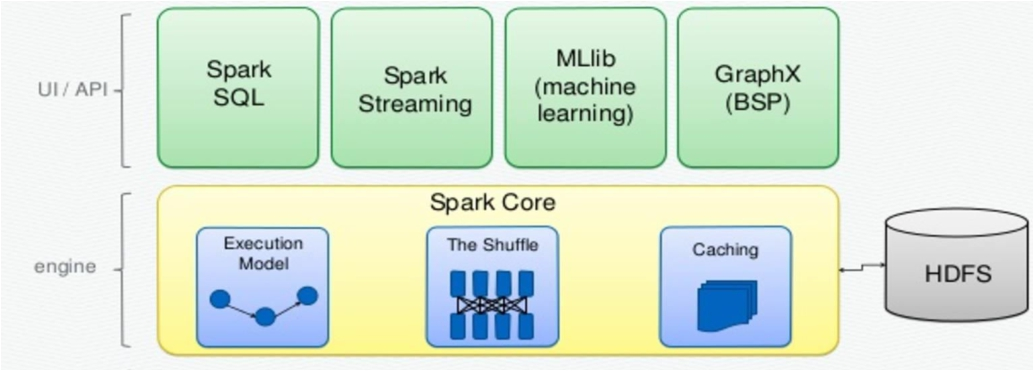 UI / API
Spark
SQL
Spark
Streaming
MLlib
(machine
learning)
GraphX
(BSP)
engine
Spark Core
Execution
Model
The Shuffle
Caching
HDFS